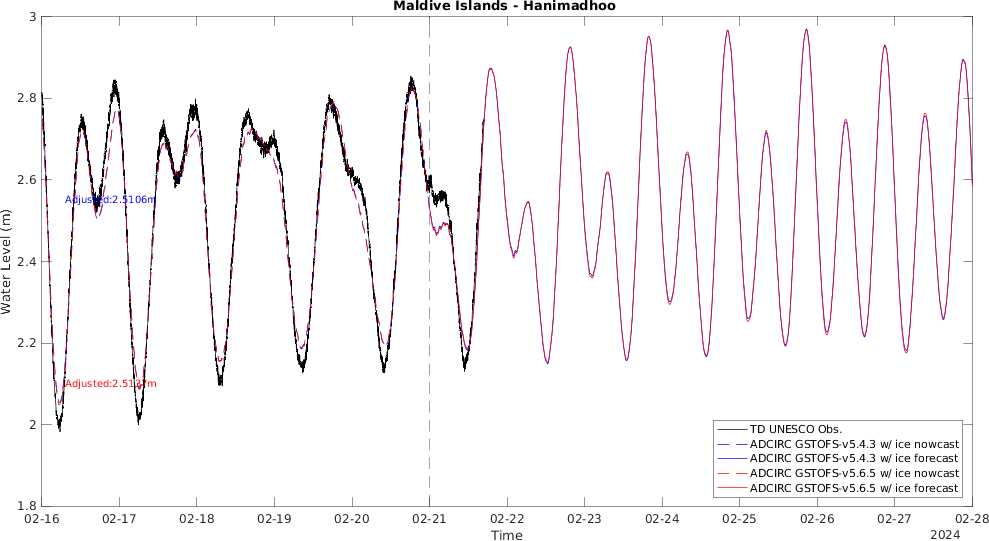 Maldive Islands - Hanimadhoo
3
2.8
2.6
2.4
2.2
2
1.8
Water Level (m)
Adjusted:2.5106m
Adjusted:2.5137m
TD UNESCO Obs.
ADCIRC GSTOFS-v5.4.3 w/ ice nowcast
ADCIRC GSTOFS-v5.4.3 w/ ice forecast
ADCIRC GSTOFS-v5.6.5 w/ ice nowcast
ADCIRC GSTOFS-v5.6.5 w/ ice forecast
02-16 02-17 02-18 02-19 02-20 02-21 02-22 02-23 02-24 02-25 02-26 02-27 02-28
Time
2024